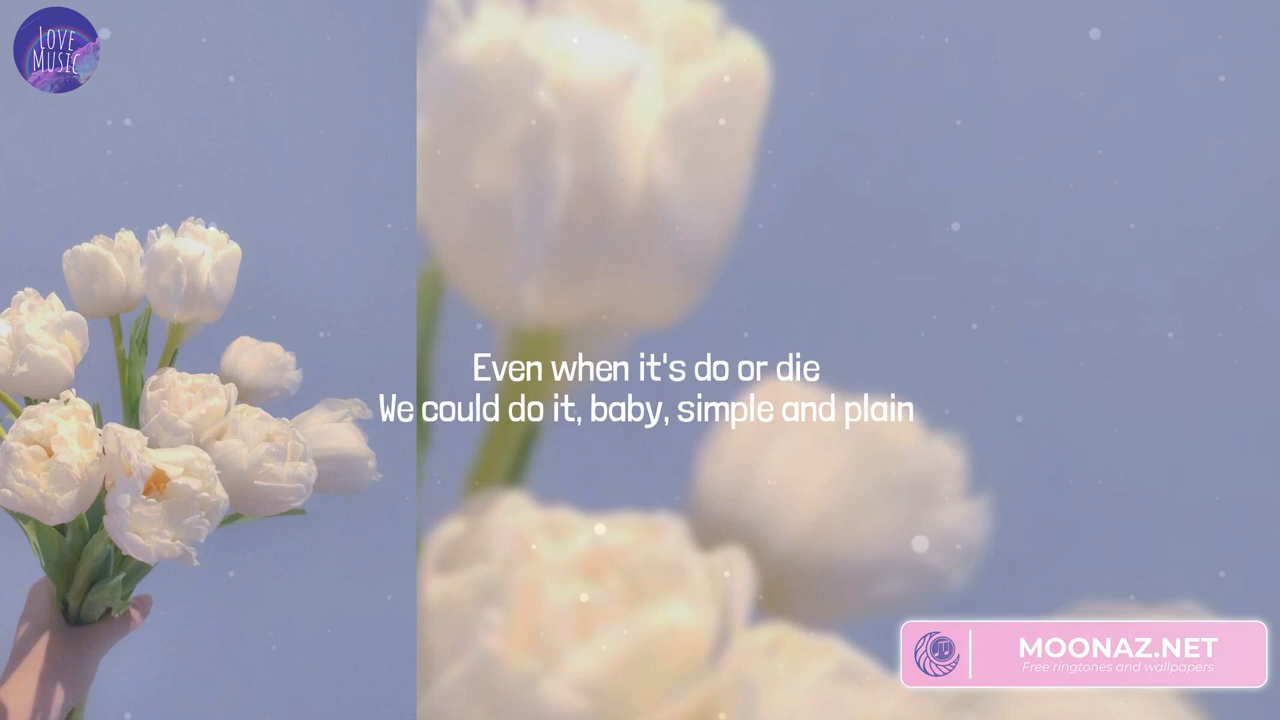 LOVE
MUSIC
Even when it's do or die
We could do it, baby, simple and plain
MOONAZ.NET
Free ringtones and wallpapers